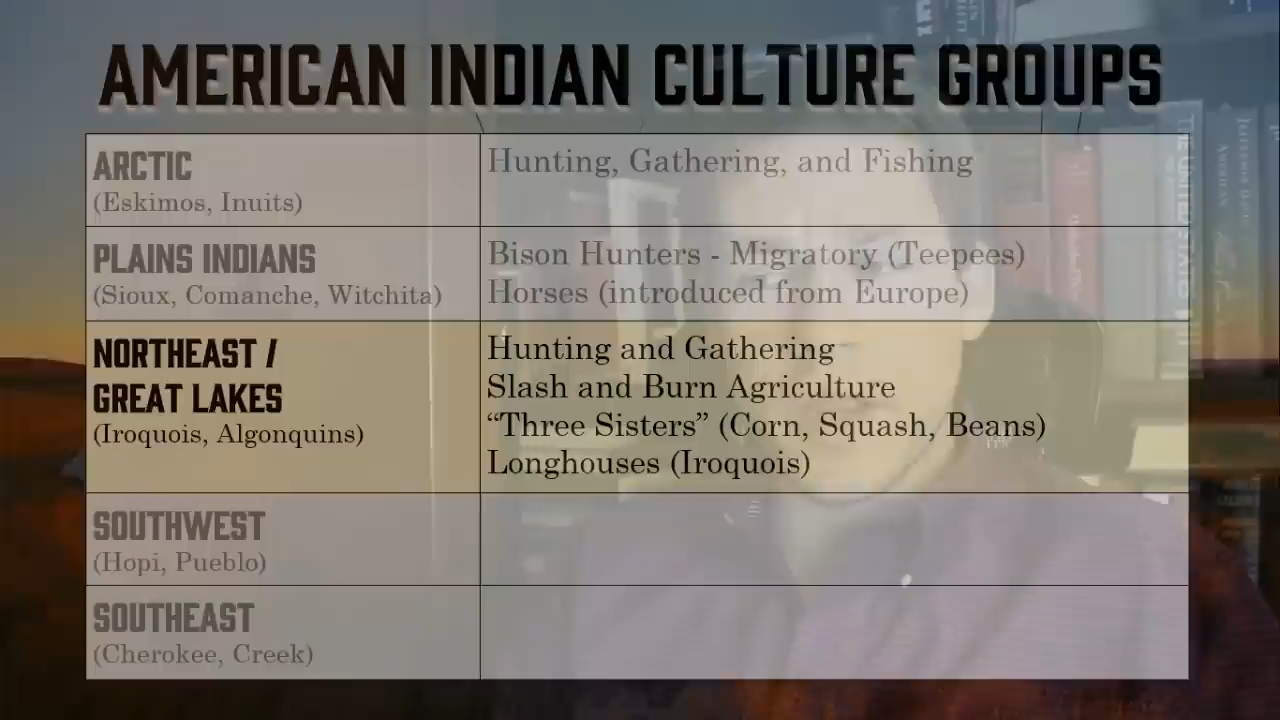 AMERICAN INDIAN CULTURE GROUPS
ARCTIC
(Eskimos, Inuits)
Hunting, Gathering, and Fishing
PLAINS INDIANS
(Sioux, Comanche, Witchita)
Bison Hunters - Migratory (Teepees)
Horses (introduced from Europe)
NORTHEAST /
GREAT LAKES
(Iroquois, Algonquins)
Hunting and Gathering
Slash and Burn Agriculture
“Three Sisters” (Corn, Squash, Beans)
Longhouses (Iroquois)
SOUTHWEST
(Hopi, Pueblo)
SOUTHEAST
(Cherokee, Creek)